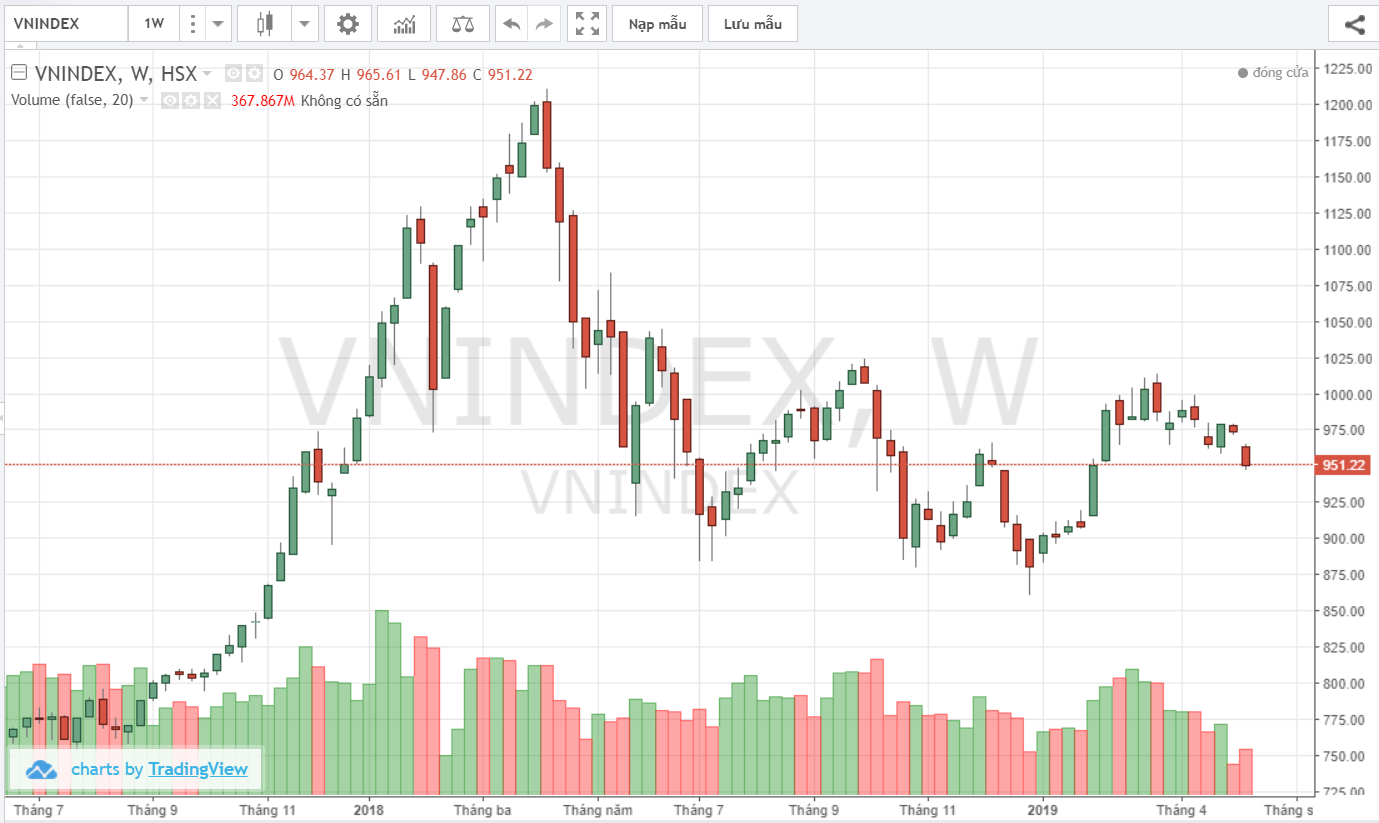 VNINDEX 1W Nạp mẫu Lưu mẫu
VNINDEX, W, HSX O 964.37 H 965.61 L 947.86 C 951.22
đóng cửa
Volume (false, 20) 367.867M Không có sẵn
1225.00
1200.00
1175.00
1150.00
1125.00
1100.00
1075.00
1050.00
1025.00
1000.00
975.00
951.22
925.00
900.00
875.00
850.00
825.00
800.00
775.00
750.00
725.00
VNINDEX, W
VNINDEX
charts by TradingView
Tháng 7 Tháng 9 Tháng 11 2018 Tháng ba Tháng năm Tháng 7 Tháng 9 Tháng 11 2019 Tháng 4 Tháng s